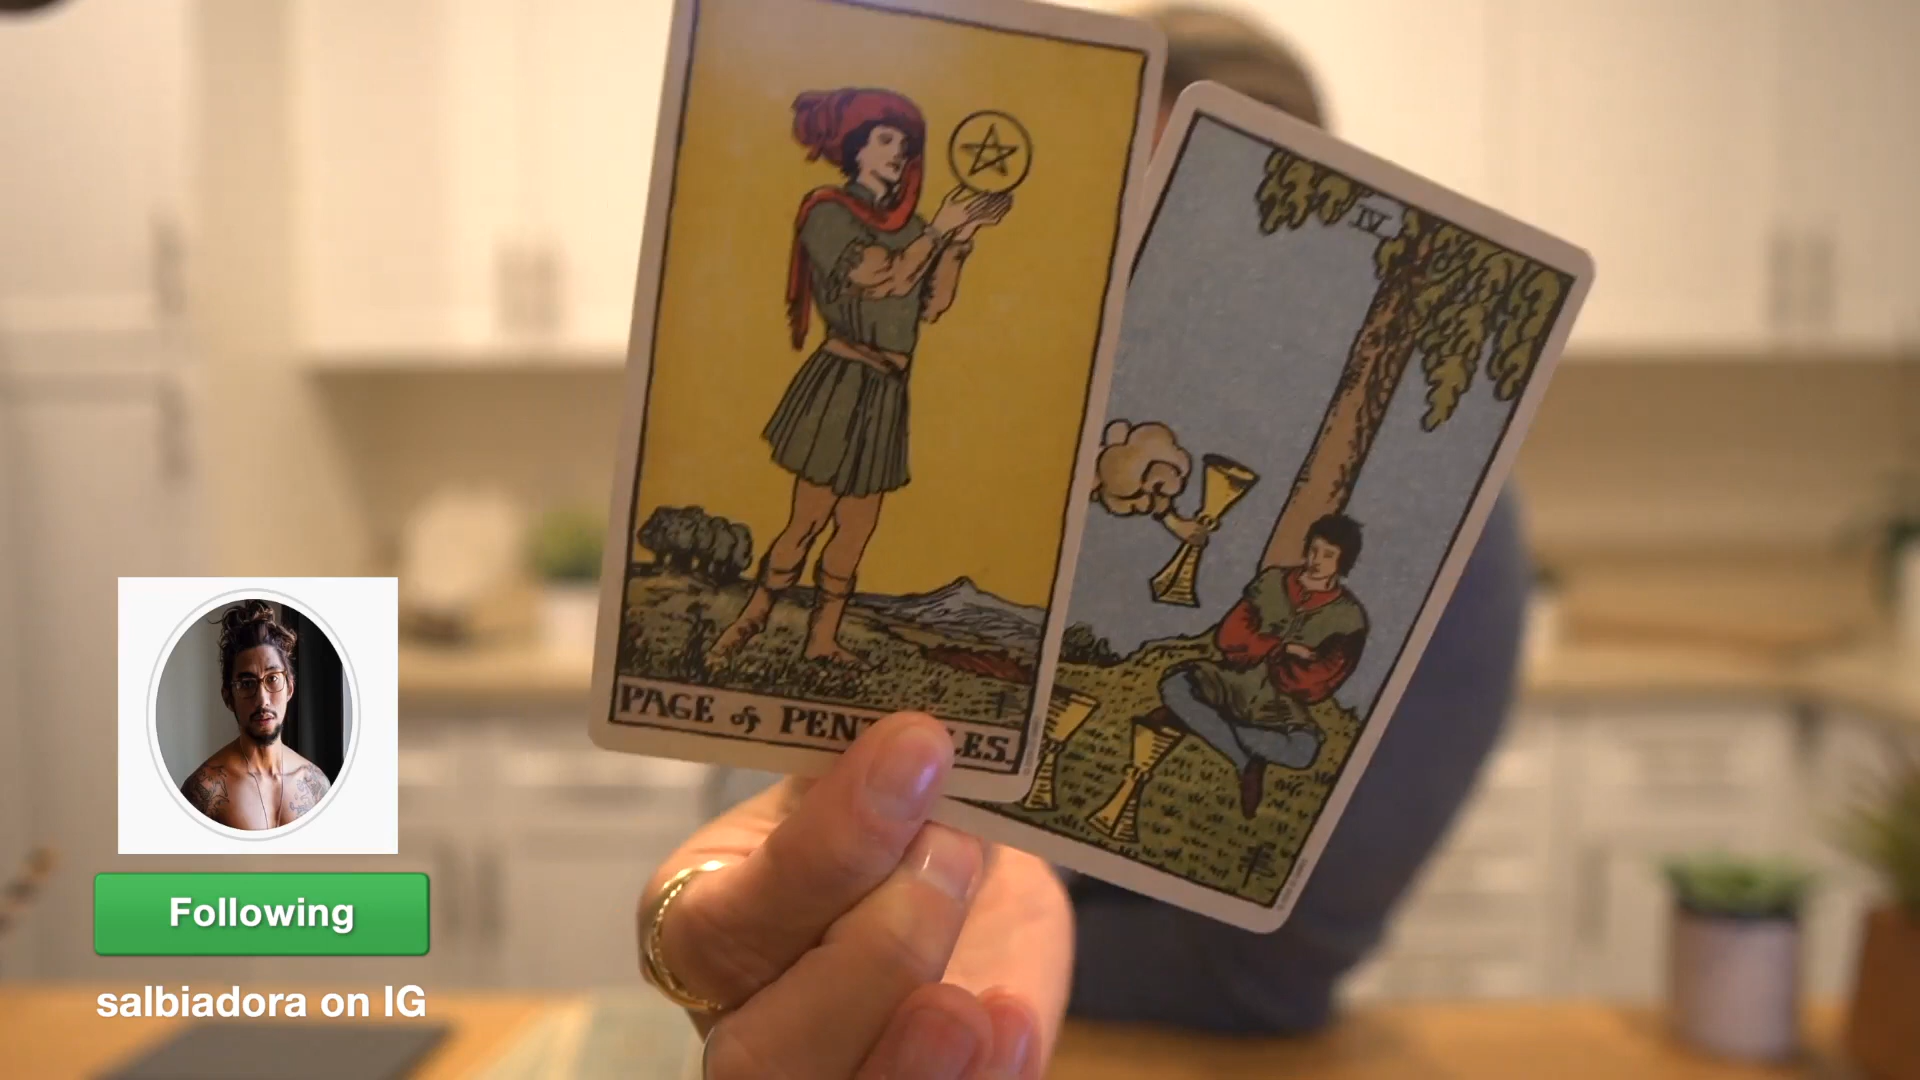 IV
PAGE of PENT LES.
Following
salbiadora on IG